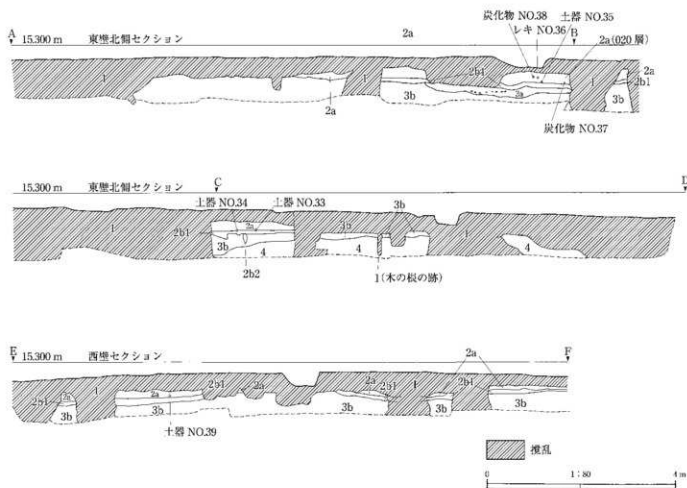 炭化物 NO.38
土器 NO.35
レキ NO.36
A
15.300 m 東壁北側セクション
2a
B
2a (020 層)
1
1
2b1
1
2a
2b1
2a
3b
2a
3b
炭化物 NO.37
15.300 m 東壁北側セクション
C
D
土器 NO.34
土器 NO.33
3b
1
2b1
2a
3b
1
3b
4
4
4
2b2
1 (木の根の跡)
E
15.300 m 西壁セクション
F
2a
2b1
2a
1
2a
2b1
2a
2a
2b1
1
2b1
3b
3b
3b
3b
3b
土器 NO.39
撹乱
0
1:80
4 m